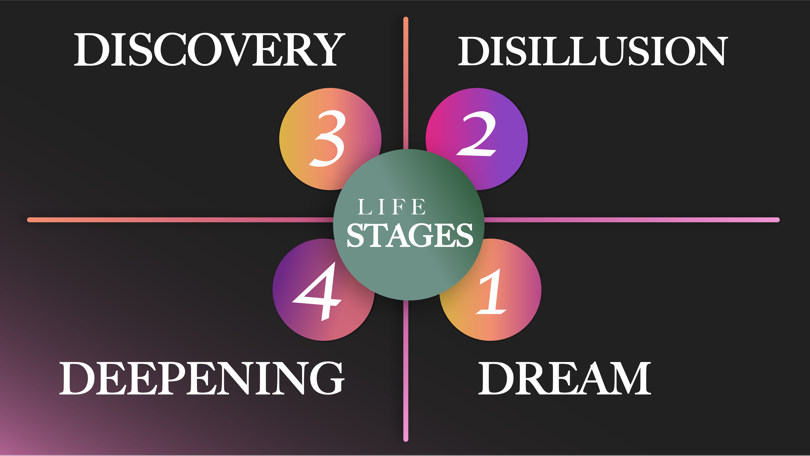 DISCOVERY
DISILLUSION
3
2
LIFE
STAGES
4
1
DEEPENING
DREAM